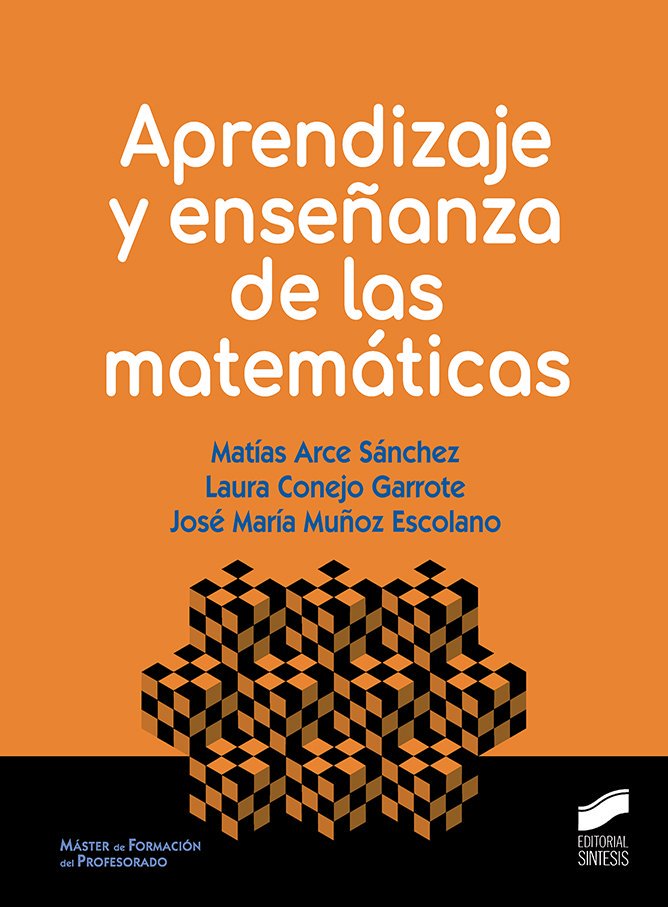 Aprendizaje
y enseñanza
de las
matemáticas
Matías Arce Sánchez
Laura Conejo Garrote
José María Muñoz Escolano
Máster de Formación
del Profesorado
EDITORIAL
SINTESIS